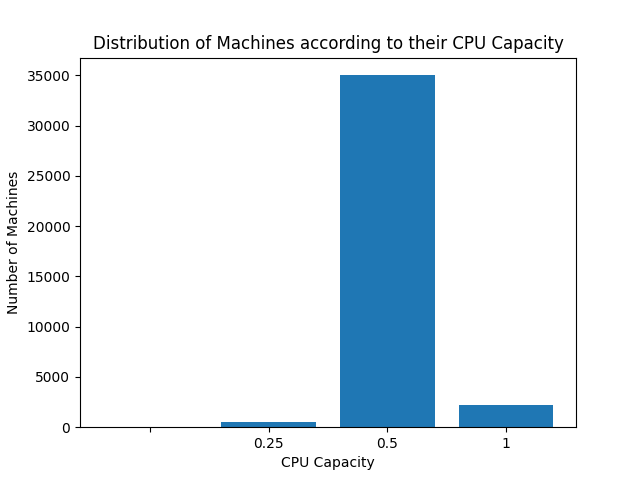 Distribution of Machines according to their CPU Capacity
Number of Machines
35000
30000
25000
20000
15000
10000
5000
0
0.25 0.5 1
CPU Capacity